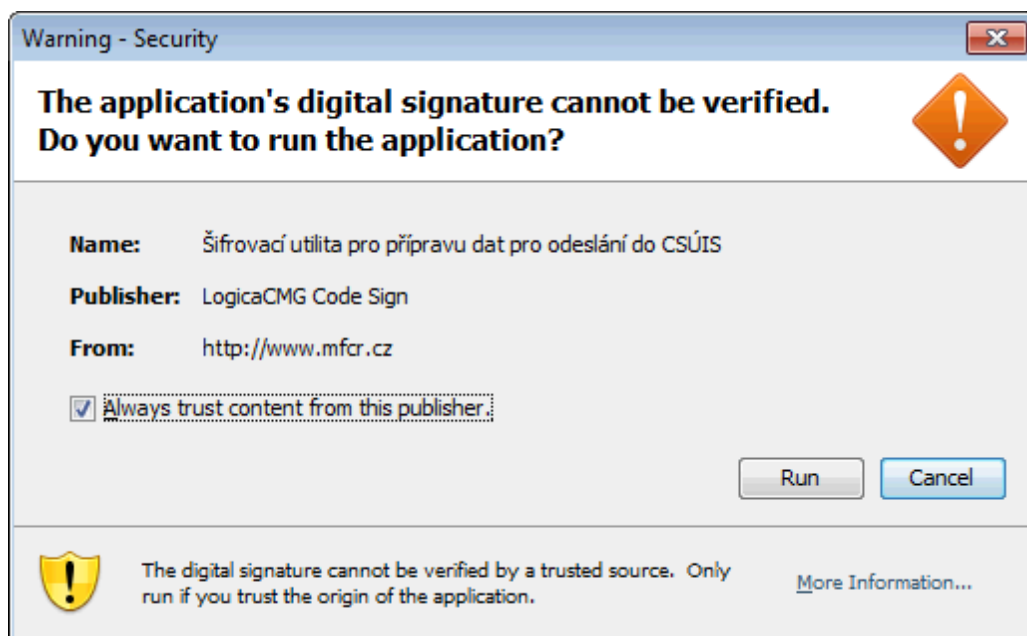 Warning - Security
The application's digital signature cannot be verified.
Do you want to run the application?
Name: Šifrovací utilita pro přípravu dat pro odeslání do CSÚIS
Publisher: LogicaCMG Code Sign
From: http://www.mfcr.cz
Always trust content from this publisher.
Run Cancel
The digital signature cannot be verified by a trusted source. Only
run if you trust the origin of the application.
More Information...